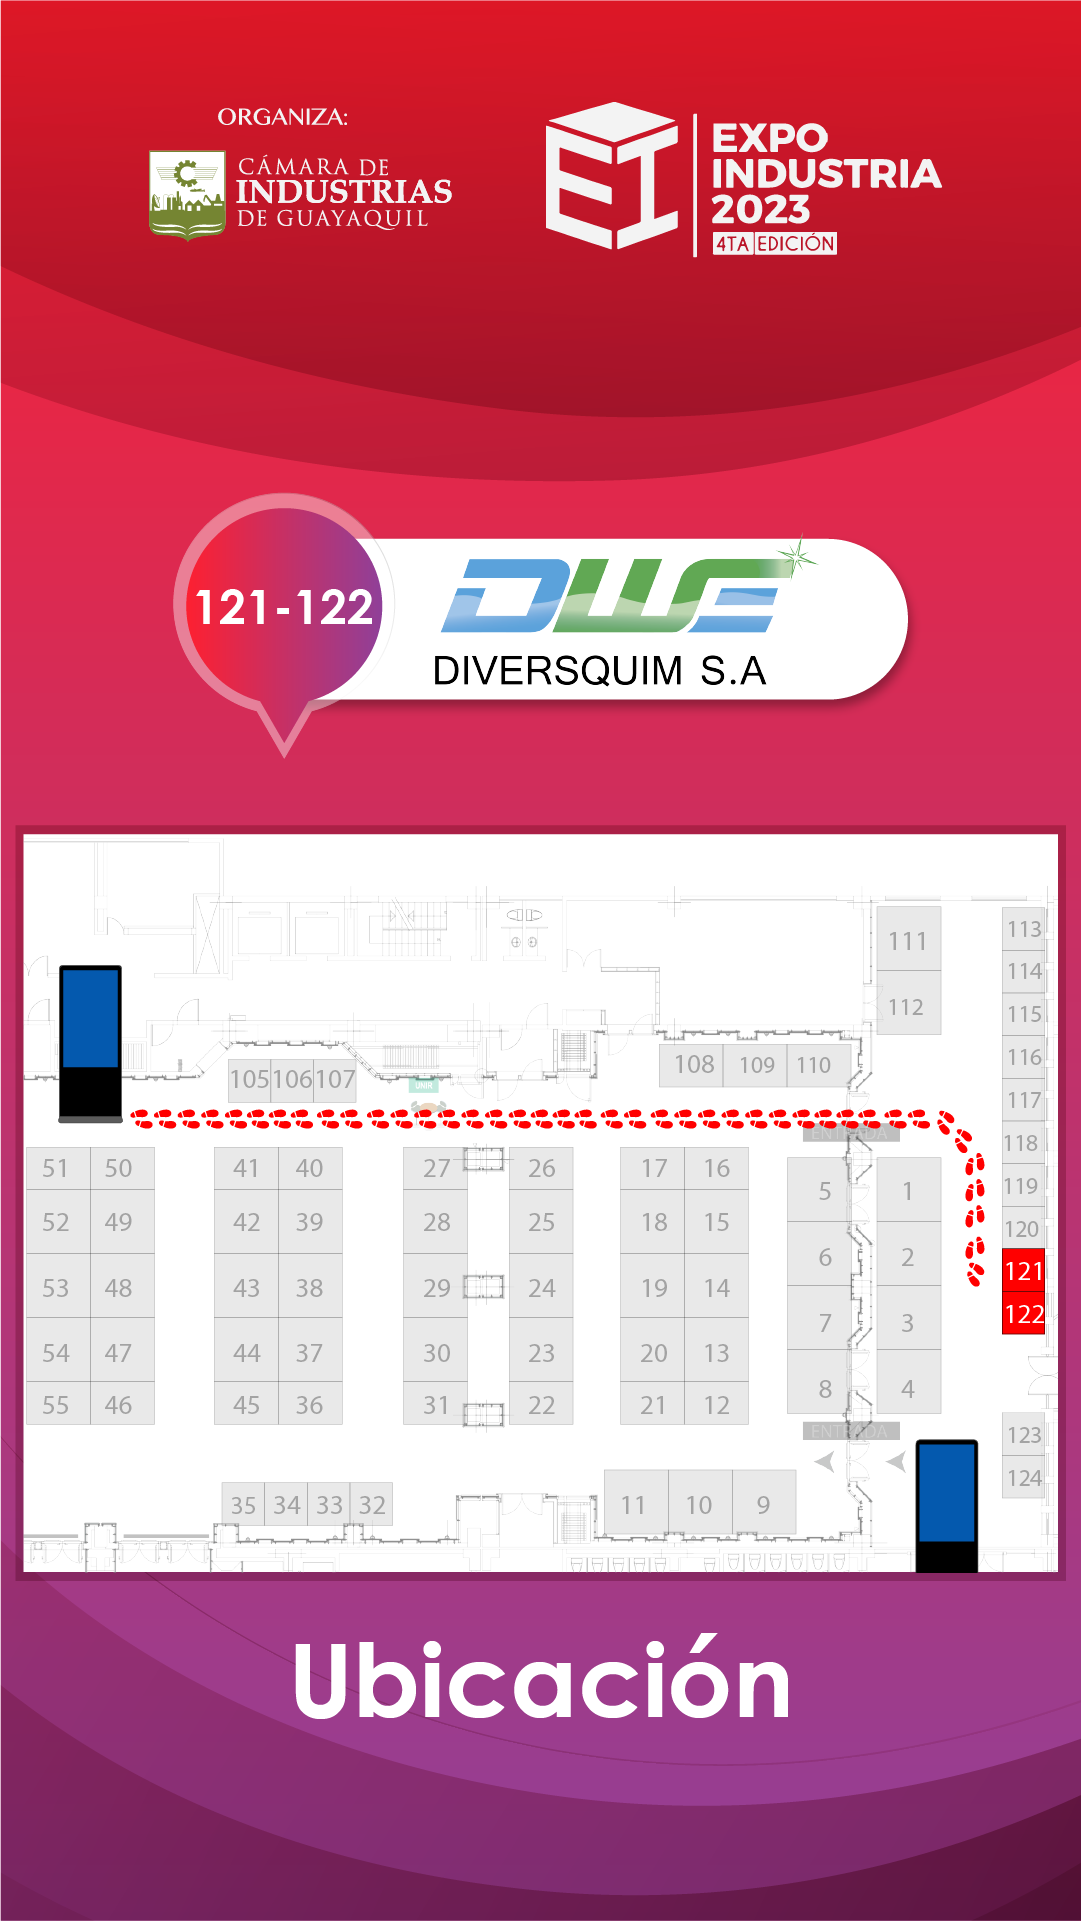 ORGANIZA:
CÁMARA DE
INDUSTRIAS
DE GUAYAQUIL
EXPO
INDUSTRIA
2023
4TA EDICIÓN
121-122
DWE
DIVERSQUIM S.A
111
113
114
112
115
116
108 109 110
105 106 107
UNIR
117
ENTRADA
118
51 50 41 40 27 26 17 16
5 1
119
52 49 42 39 28 25 18 15
120
6 2
121
53 48 43 38 29 24 19 14
122
7 3
54 47 44 37 30 23 20 13
8 4
55 46 45 36 31 22 21 12
ENTRADA
123
124
35 34 33 32
11 10 9
Ubicación